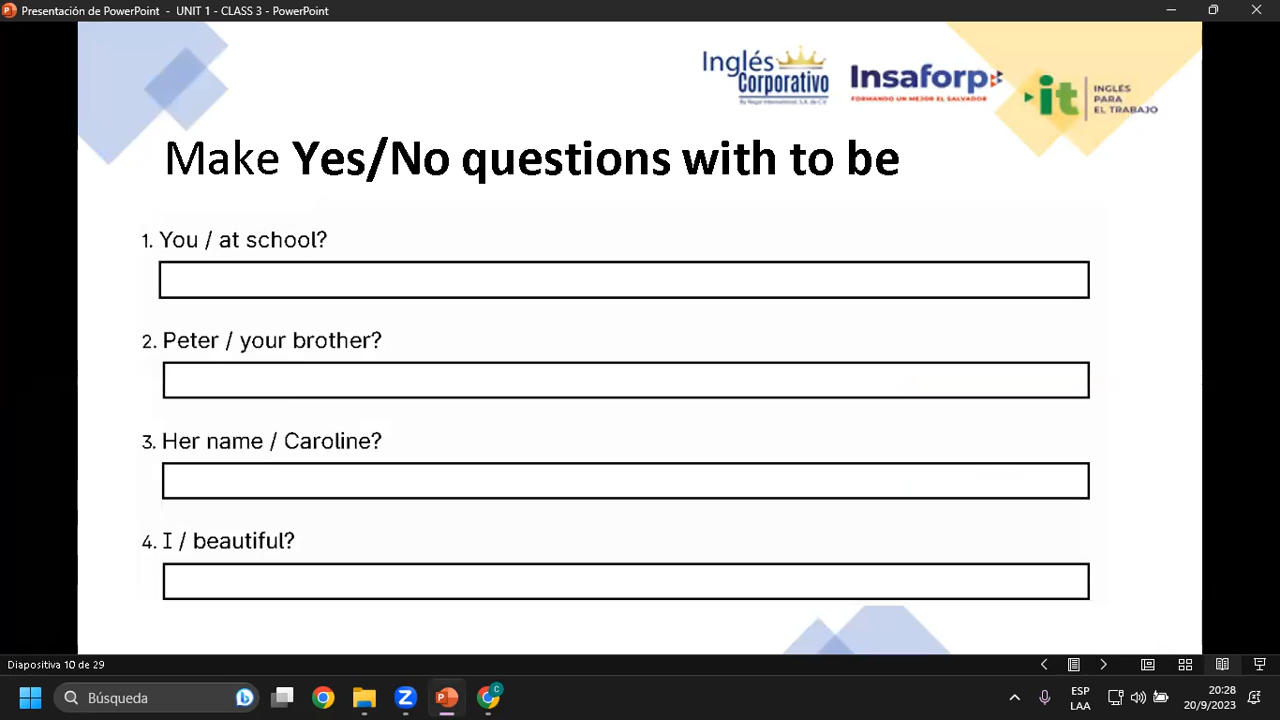 Presentación de PowerPoint - UNIT 1 - CLASS 3 - PowerPoint
Inglés
Corporativo
Insaforp
FORMANDO UN MEJOR EL SALVADOR
it
INGLÉS
PARA
EL TRABAJO
Make Yes/No questions with to be
1. You / at school?
2. Peter / your brother?
3. Her name / Caroline?
4. I / beautiful?
Diapositiva 10 de 29
Búsqueda
C
ESP
LAA
20:28
20/9/2023